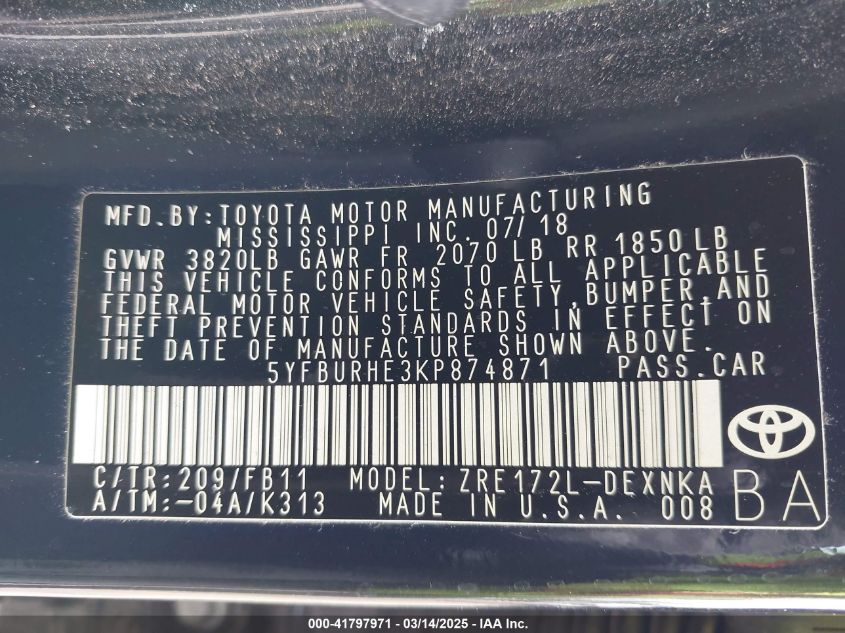 MFD.BY:TOYOTA MOTOR MANUFACTURING
MISSISSIPPI INC. 07/18
GVWR 3820LB GAWR FR 2070 LB RR 1850 LB
THIS VEHICLE CONFORMS TO ALL APPLICABLE
FEDERAL MOTOR VEHICLE SAFETY,BUMPER,AND
THEFT PREVENTION STANDARDS IN EFFECT ON
THE DATE OF MANUFACTURE SHOWN ABOVE.
5YFBURHE3KP874871 PASS.CAR
C/TR:209/FB11 MODEL:ZRE172L-DEXNKA
A/TM:-04A/K313 MADE IN U.S.A. 008
BA
000-41797971 - 03/14/2025 - IAA Inc.